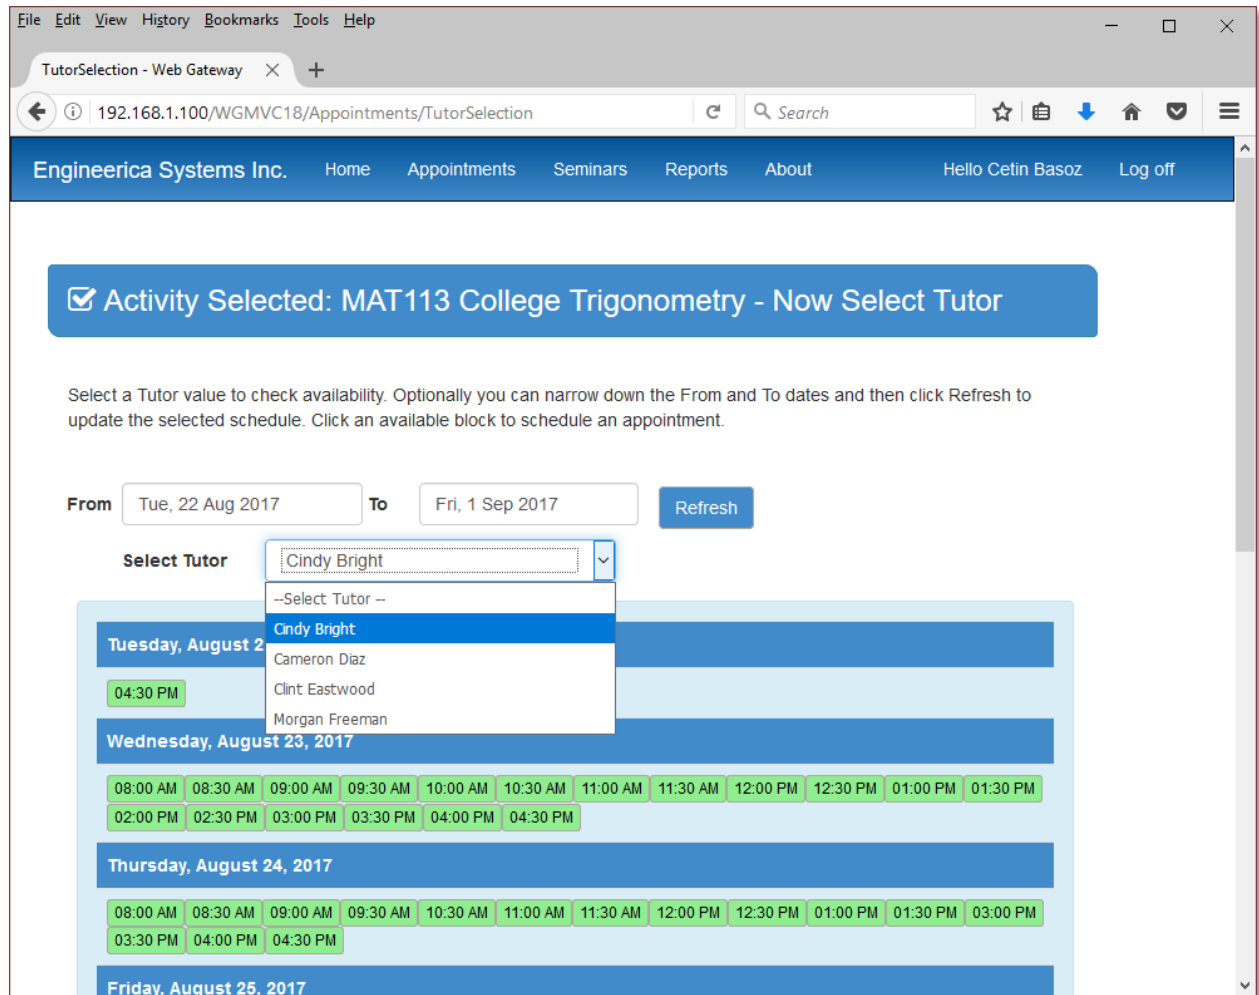 File Edit View History Bookmarks Tools Help
TutorSelection - Web Gateway
192.168.1.100/WGMVC18/Appointments/TutorSelection Search
Engineerica Systems Inc. Home Appointments Seminars Reports About Hello Cetin Basoz Log off
Activity Selected: MAT113 College Trigonometry - Now Select Tutor
Select a Tutor value to check availability. Optionally you can narrow down the From and To dates and then click Refresh to
update the selected schedule. Click an available block to schedule an appointment.
From Tue, 22 Aug 2017 To Fri, 1 Sep 2017 Refresh
Select Tutor Cindy Bright
--Select Tutor --
Cindy Bright
Cameron Diaz
Clint Eastwood
Morgan Freeman
Tuesday, August 2
04:30 PM
Wednesday, August 23, 2017
08:00 AM 08:30 AM 09:00 AM 09:30 AM 10:00 AM 10:30 AM 11:00 AM 11:30 AM 12:00 PM 12:30 PM 01:00 PM 01:30 PM
02:00 PM 02:30 PM 03:00 PM 03:30 PM 04:00 PM 04:30 PM
Thursday, August 24, 2017
08:00 AM 08:30 AM 09:00 AM 09:30 AM 10:30 AM 11:00 AM 11:30 AM 12:00 PM 12:30 PM 01:00 PM 01:30 PM 03:00 PM
03:30 PM 04:00 PM 04:30 PM
Friday, August 25, 2017